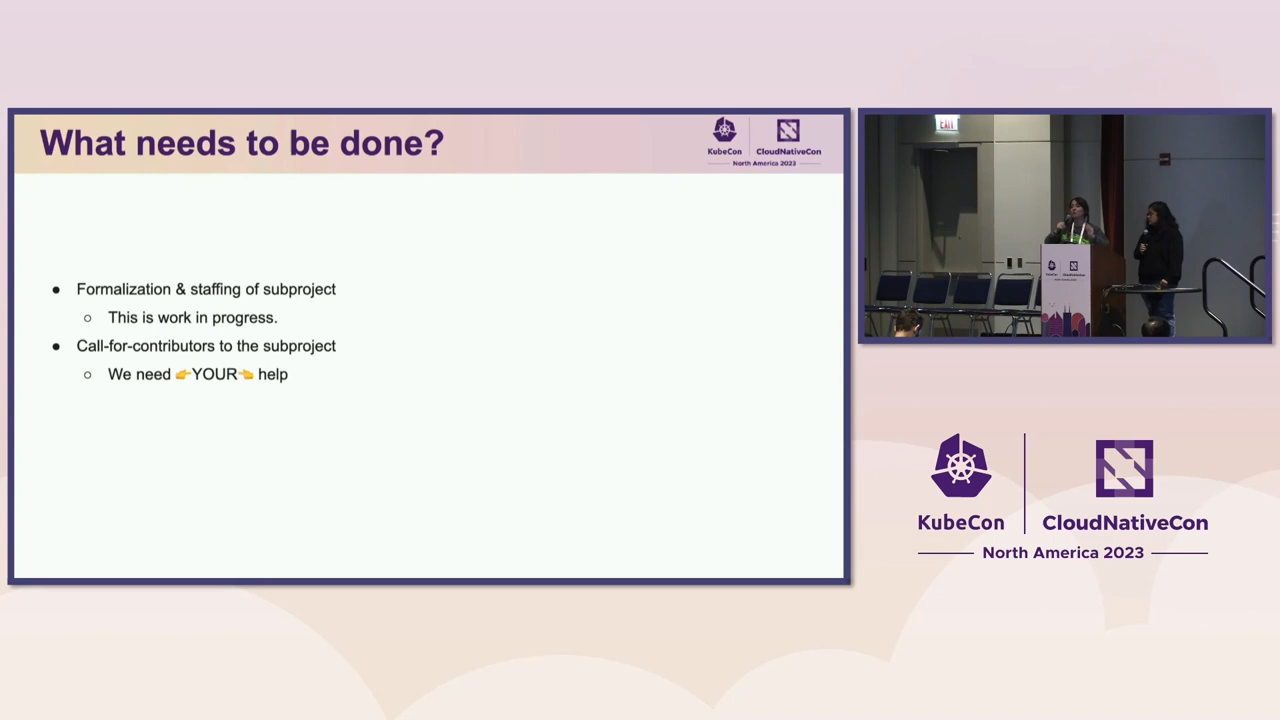 What needs to be done?
KubeCon
CloudNativeCon
North America 2023
● Formalization & staffing of subproject
○ This is work in progress.
● Call-for-contributors to the subproject
○ We need 👉YOUR👈 help
EXIT
KubeCon
CloudNativeCon
North America 2023